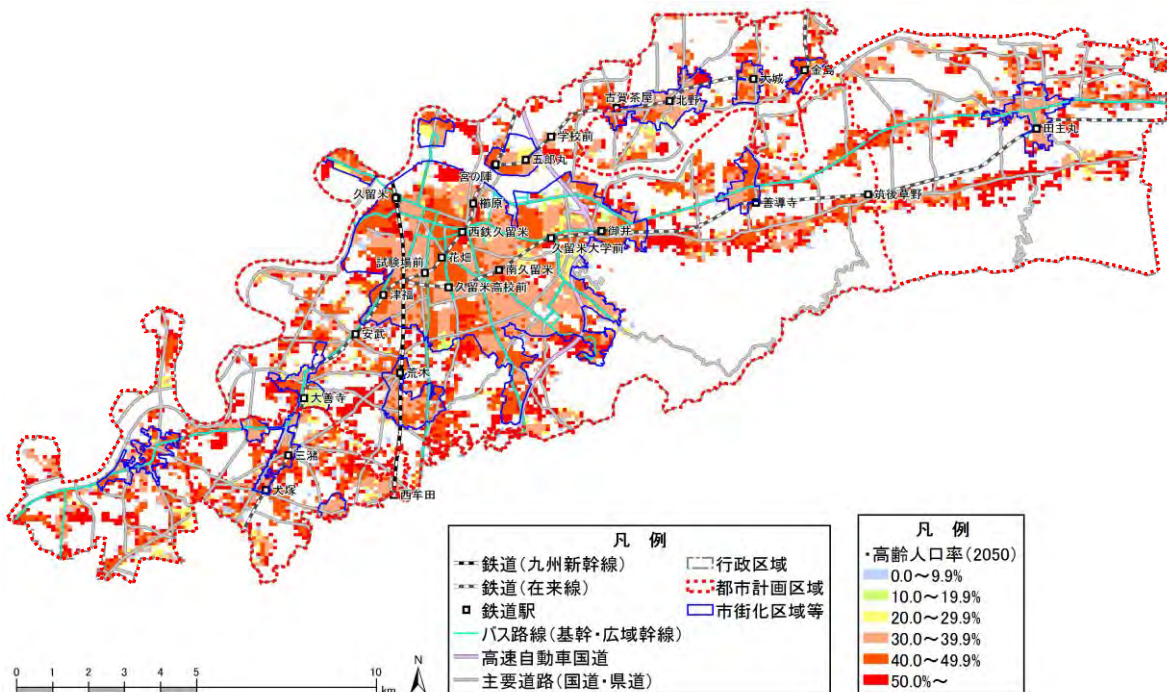 金島
大城
古賀茶屋
北野
田主丸
学校前
五郎丸
宮の陣
久留米
櫛原
善導寺
筑後草野
西鉄久留米
御井
久留米大学前
花畑
試験場前
南久留米
久留米高校前
津福
安武
荒木
大善寺
三潴
犬塚
西牟田
凡 例
鉄道(九州新幹線)
鉄道(在来線)
鉄道駅
バス路線(基幹・広域幹線)
高速自動車国道
主要道路(国道・県道)
行政区域
都市計画区域
市街化区域等
凡 例
・高齢人口率(2050)
0.0~9.9%
10.0~19.9%
20.0~29.9%
30.0~39.9%
40.0~49.9%
50.0%~
0 1 2 3 4 5 10
km
N